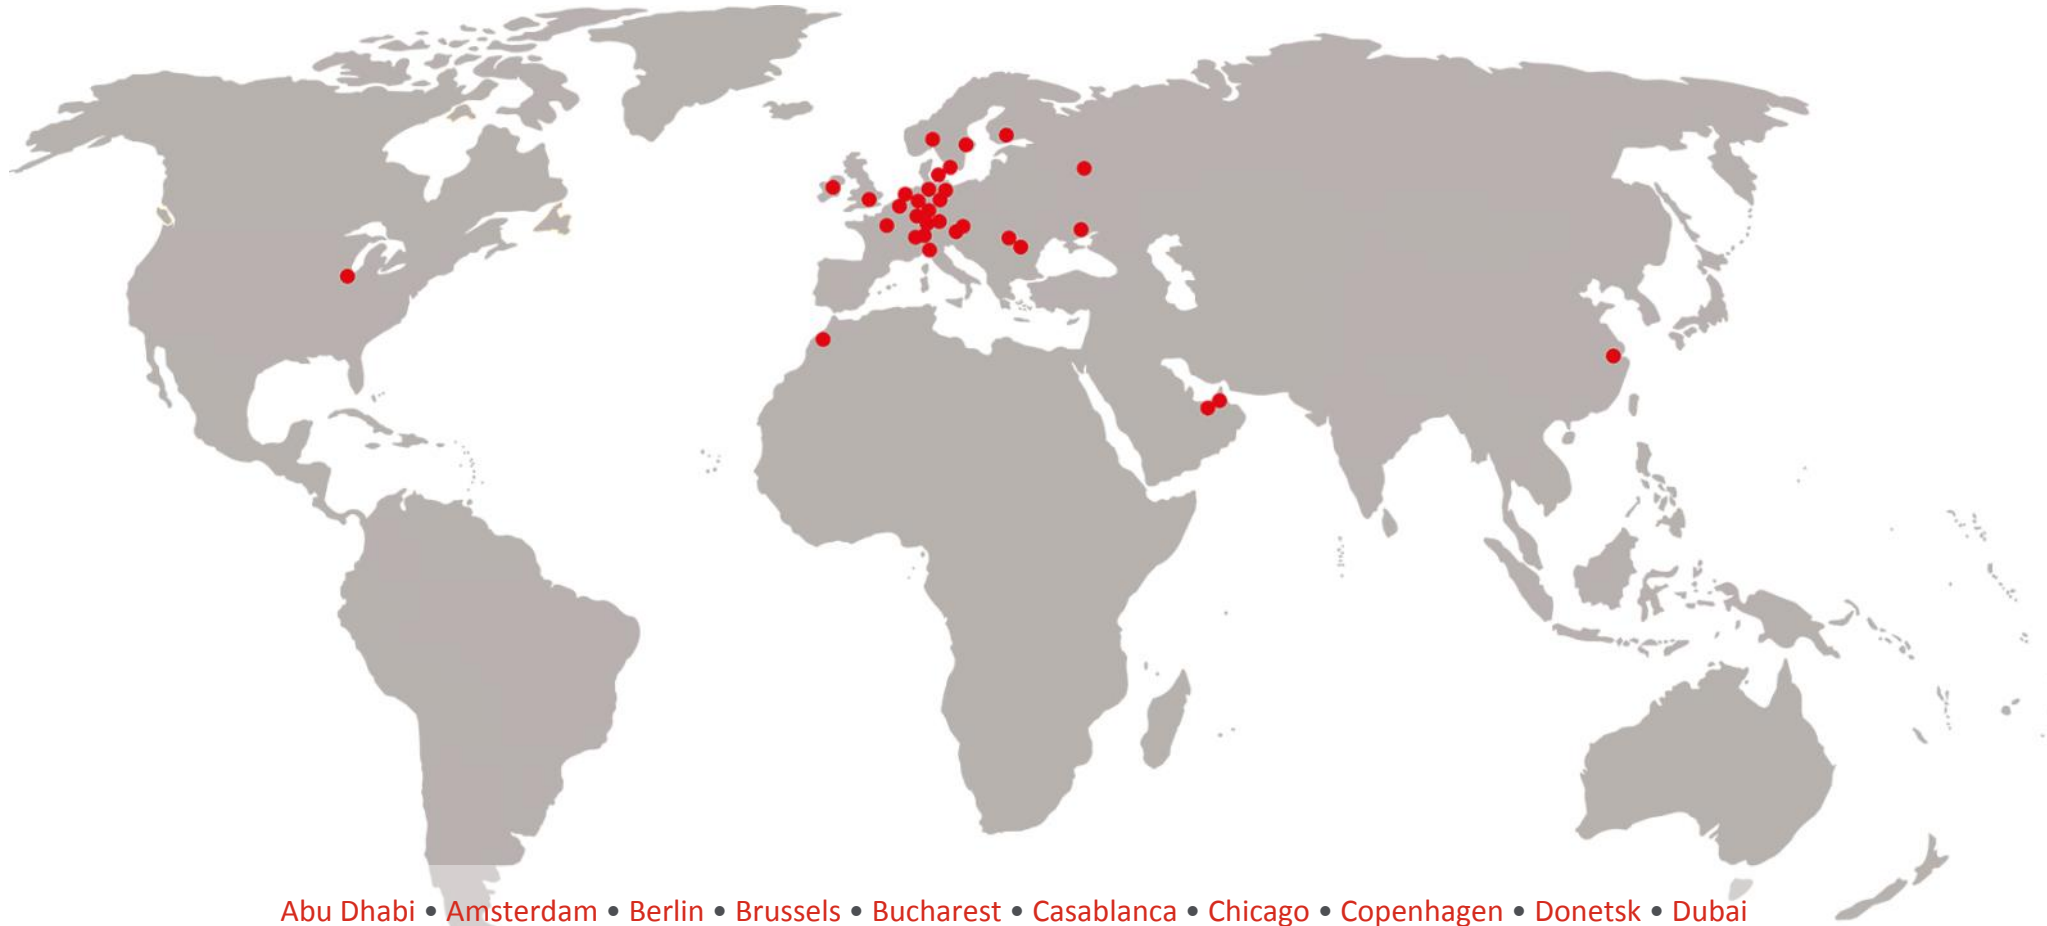 Abu Dhabi • Amsterdam • Berlin • Brussels • Bucharest • Casablanca • Chicago • Copenhagen • Donetsk • Dubai